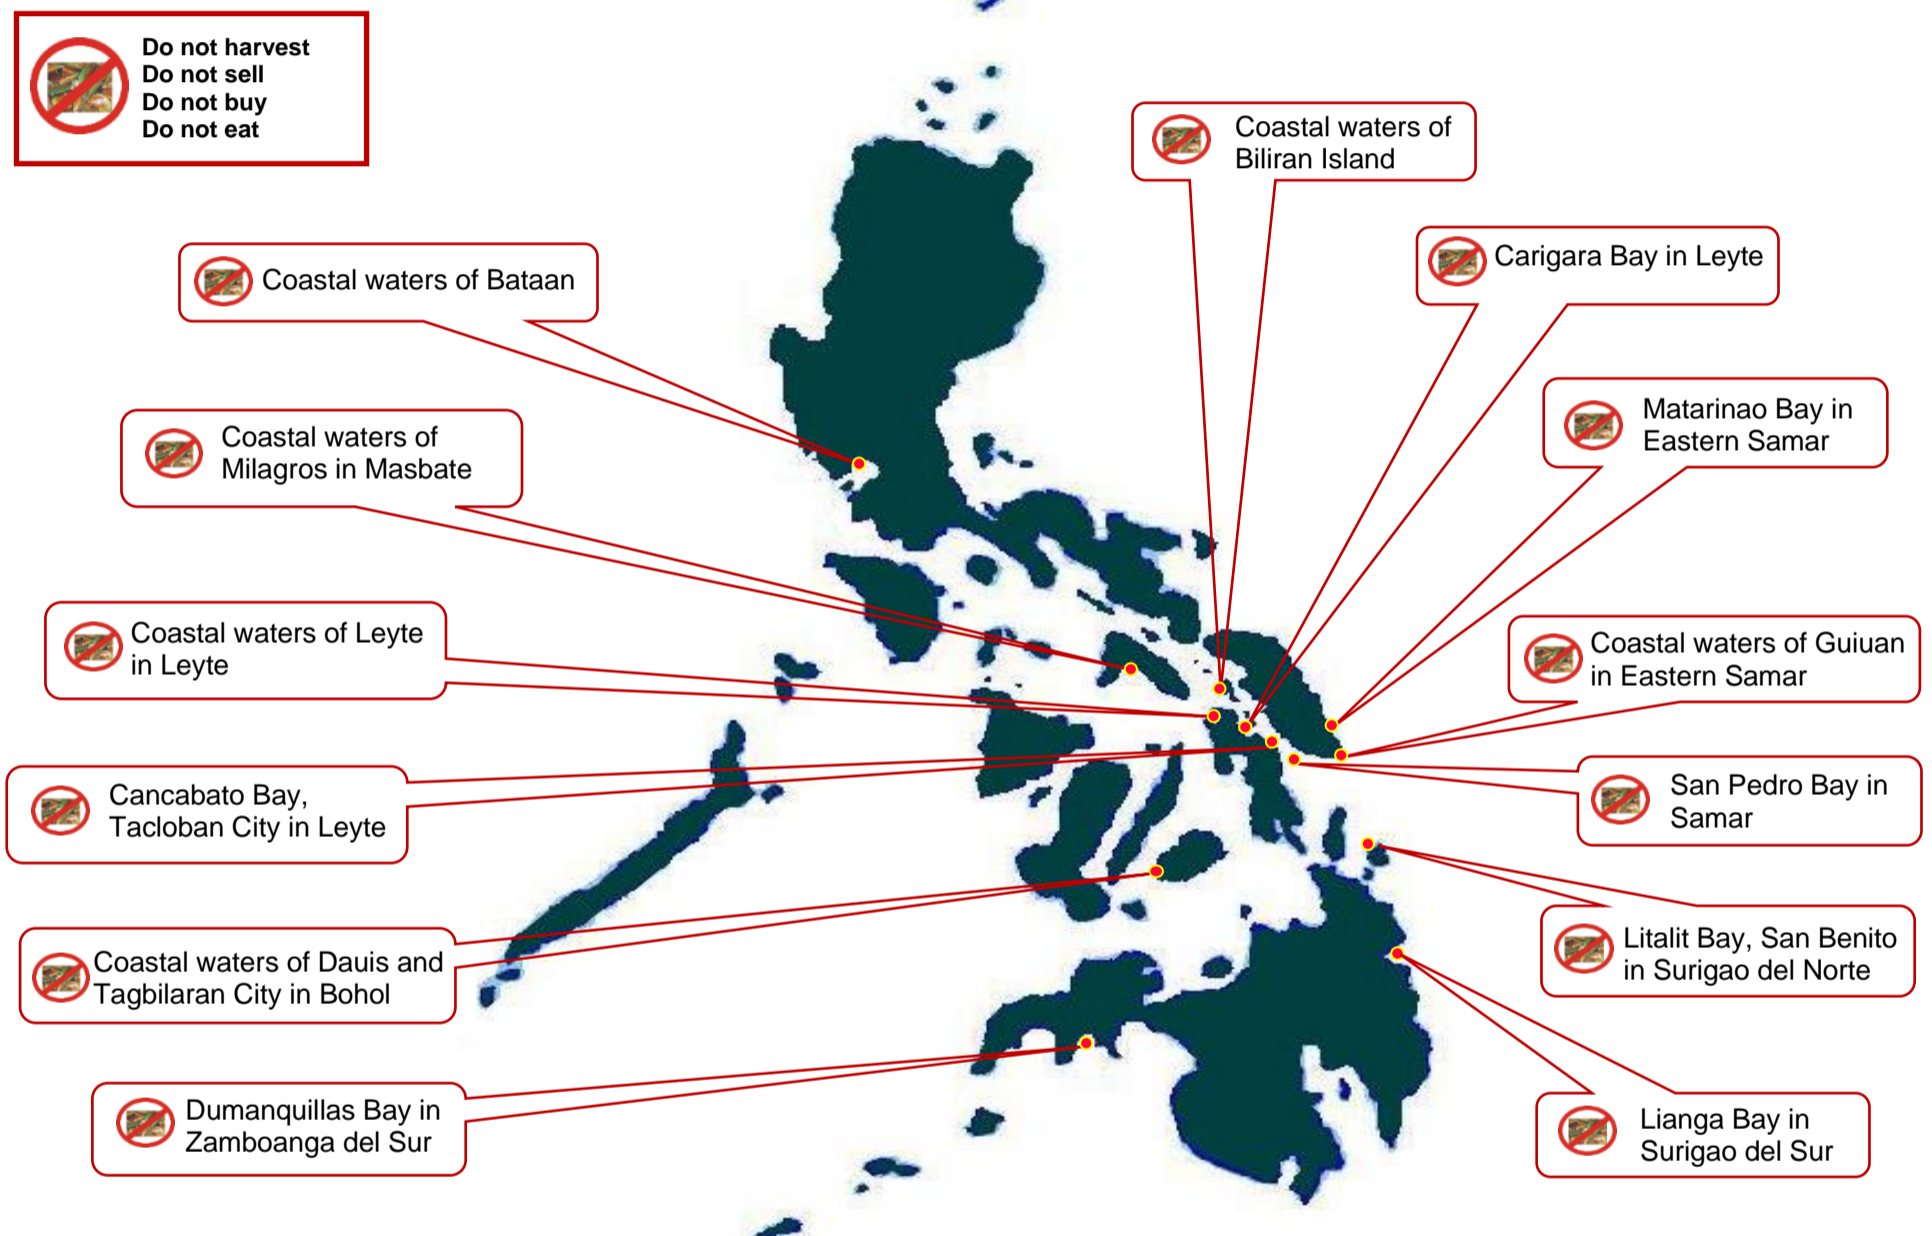 Do not harvest
Do not sell
Do not buy
Do not eat
Coastal waters of
Biliran Island
Coastal waters of Bataan
Carigara Bay in Leyte
Coastal waters of
Milagros in Masbate
Matarinao Bay in
Eastern Samar
Coastal waters of Leyte
in Leyte
Coastal waters of Guiuan
in Eastern Samar
Cancabato Bay,
Tacloban City in Leyte
San Pedro Bay in
Samar
Coastal waters of Dauis and
Tagbilaran City in Bohol
Litalit Bay, San Benito
in Surigao del Norte
Dumanquillas Bay in
Zamboanga del Sur
Lianga Bay in
Surigao del Sur